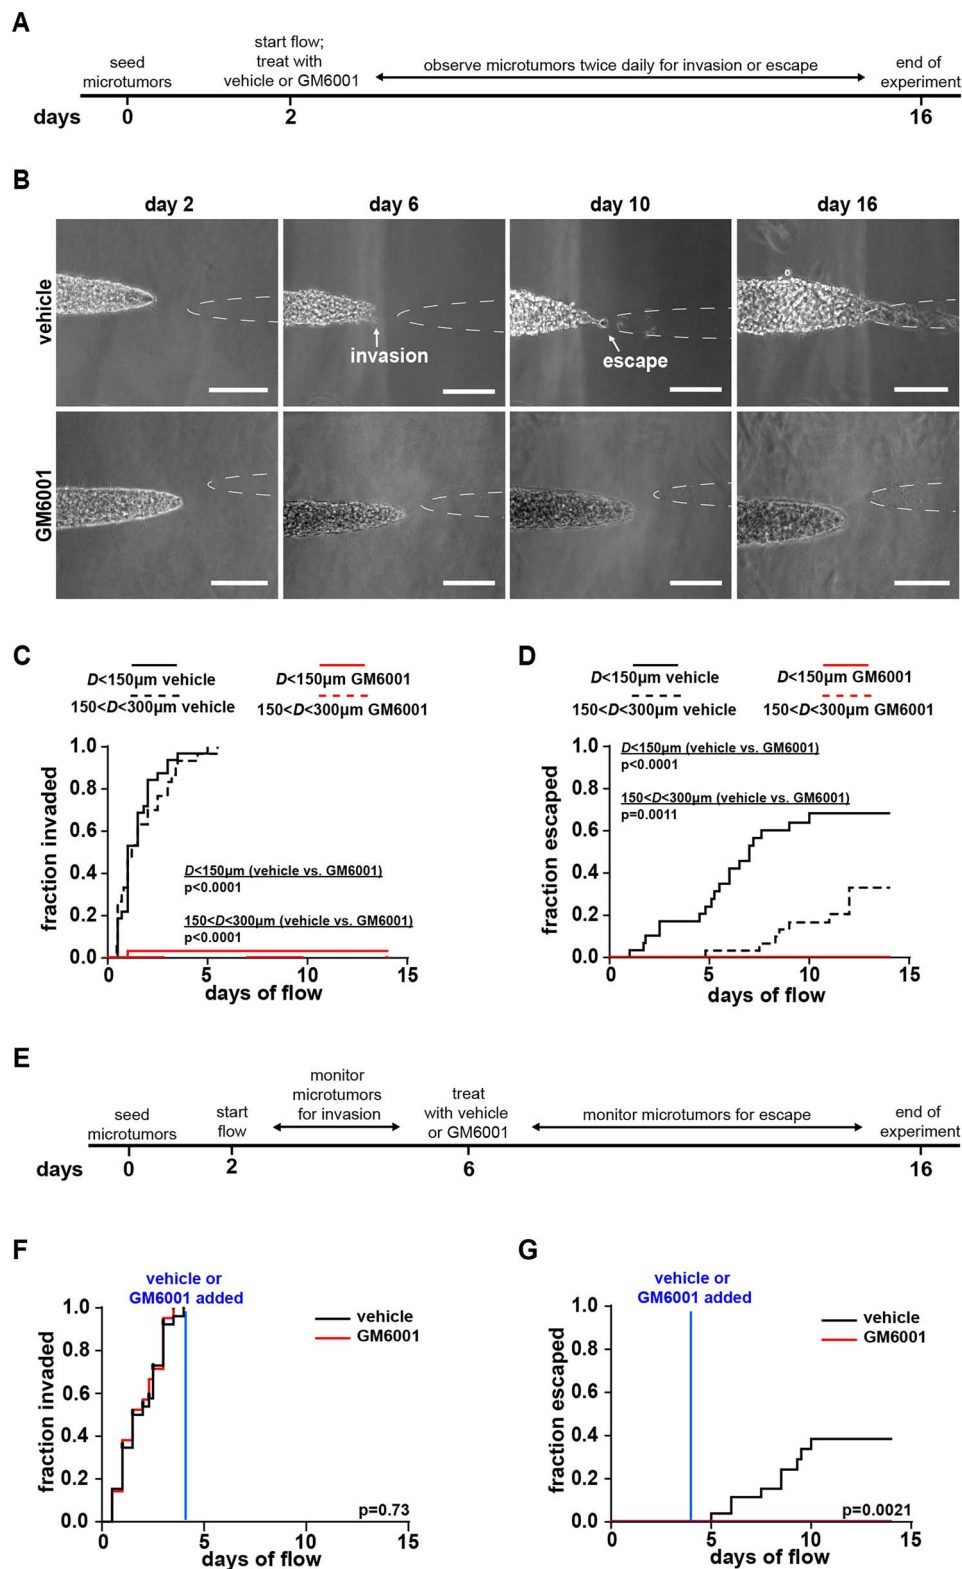 A
seed
microtumors
start flow;
treat with
vehicle or GM6001
observe microtumors twice daily for invasion or escape
end of
experiment
days 0 2 16
B
day 2 day 6 day 10 day 16
vehicle
invasion
escape
GM6001
C
D<150µm vehicle D<150µm GM6001
150<D<300µm vehicle 150<D<300µm GM6001
fraction invaded
1.0
0.8
0.6
0.4
0.2
0.0
D<150µm (vehicle vs. GM6001)
p<0.0001
150<D<300µm (vehicle vs. GM6001)
p<0.0001
0 5 10 15
days of flow
D
D<150µm vehicle D<150µm GM6001
150<D<300µm vehicle 150<D<300µm GM6001
fraction escaped
1.0
0.8
0.6
0.4
0.2
0.0
D<150µm (vehicle vs. GM6001)
p<0.0001
150<D<300µm (vehicle vs. GM6001)
p=0.0011
0 5 10 15
days of flow
E
seed
microtumors
start
flow
monitor
microtumors
for invasion
treat
with vehicle
or GM6001
monitor microtumors for escape
end of
experiment
days 0 2 6 16
F
vehicle or
GM6001 added
fraction invaded
1.0
0.8
0.6
0.4
0.2
0.0
vehicle
GM6001
p=0.73
0 5 10 15
days of flow
G
vehicle or
GM6001 added
fraction escaped
1.0
0.8
0.6
0.4
0.2
0.0
vehicle
GM6001
p=0.0021
0 5 10 15
days of flow